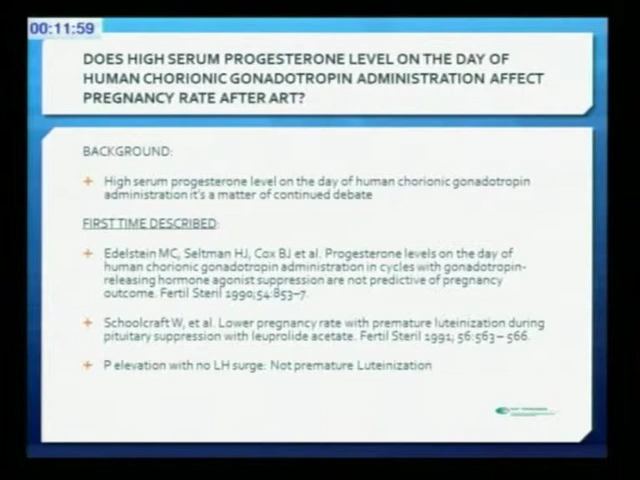 00:11:59
DOES HIGH SERUM PROGESTERONE LEVEL ON THE DAY OF
HUMAN CHORIONIC GONADOTROPIN ADMINISTRATION AFFECT
PREGNANCY RATE AFTER ART?
BACKGROUND:
+ High serum progesterone level on the day of human chorionic gonadotropin
administration it's a matter of continued debate
FIRST TIME DESCRIBED:
+ Edelstein MC, Seltman HJ, Cox BJ et al. Progesterone levels on the day of
human chorionic gonadotropin administration in cycles with gonadotropin-
releasing hormone agonist suppression are not predictive of pregnancy
outcome. Fertil Steril 1990;54:853–7.
+ Schoolcraft W, et al. Lower pregnancy rate with premature luteinization during
pituitary suppression with leuprolide acetate. Fertil Steril 1991; 56:563 – 566.
+ P elevation with no LH surge: Not premature Luteinization